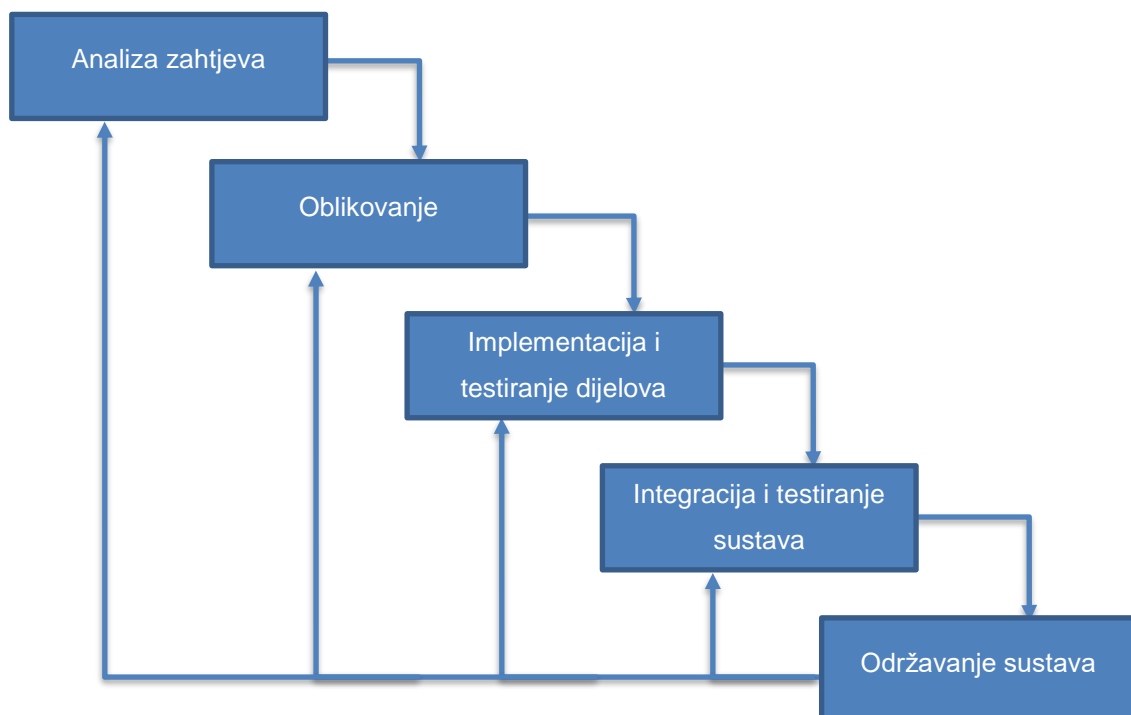 Analiza zahtjeva
Oblikovanje
Implementacija i
testiranje dijelova
Integracija i testiranje
sustava
Održavanje sustava